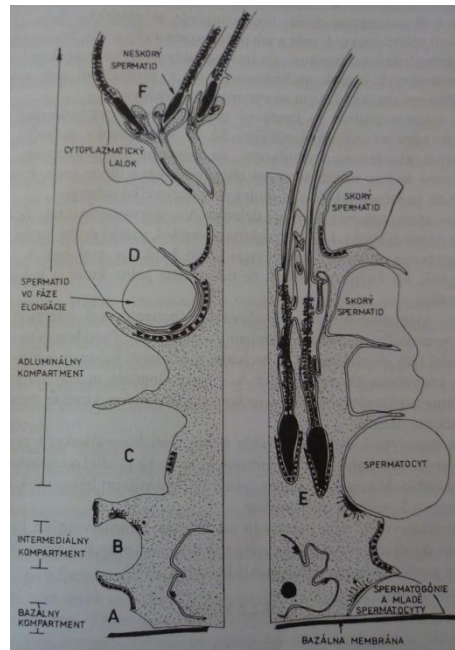 NESKORÝ
SPERMATID
F
CYTOPLAZMATICKÝ
LALOK
SKORÝ
SPERMATID
D
SPERMATID
VO FÁZE
ELONGÁCIE
SKORÝ
SPERMATID
ADLUMINÁLNY
KOMPARTMENT
C
SPERMATOCYT
E
INTERMEDIÁLNY
KOMPARTMENT
B
BAZÁLNY
KOMPARTMENT
A
SPERMATOGÓNIE
A MLADÉ
SPERMATOCYTY
BAZÁLNA MEMBRÁNA